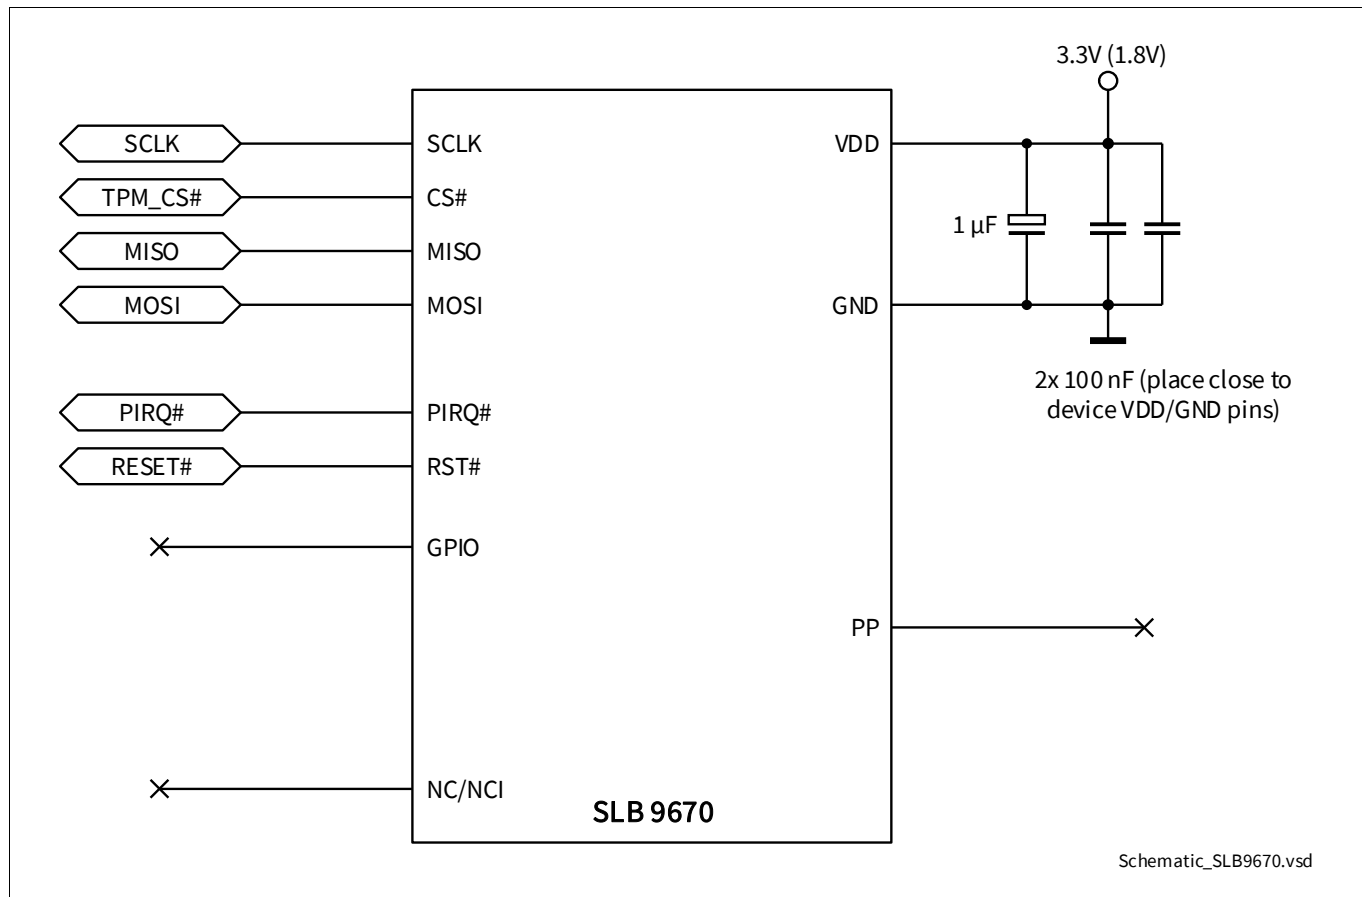 3.3V (1.8V)
SCLK SCLK VDD
TPM_CS# CS#
1 µF
MISO MISO
MOSI MOSI GND
2x 100 nF (place close to
device VDD/GND pins)
PIRQ# PIRQ#
RESET# RST#
GPIO
PP
NC/NCI
SLB 9670
Schematic_SLB9670.vsd